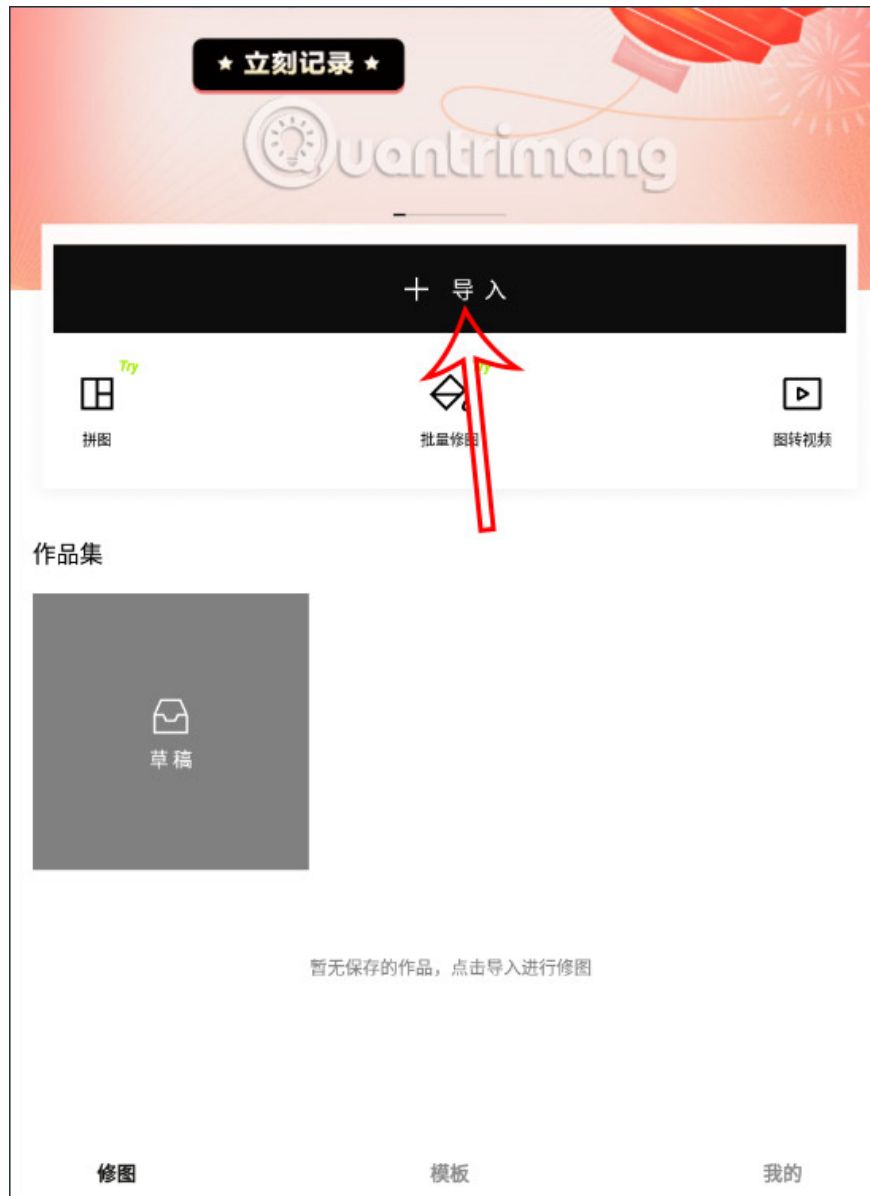 ★ 立刻记录 ★
Quantrimang
+ 导入
Try
拼图
批量修图
图转视频
作品集
草稿
暂无保存的作品，点击导入进行修图
修图
模板
我的